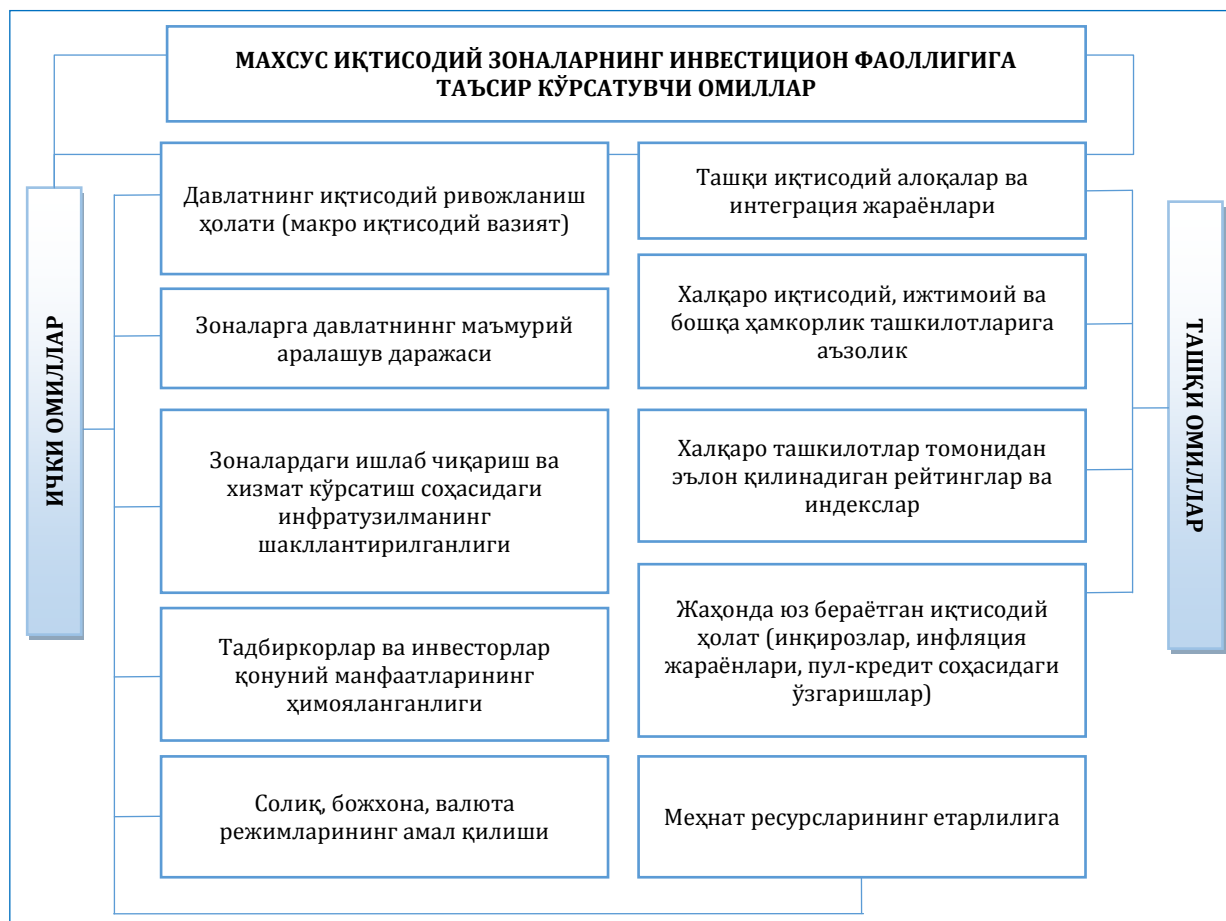 МАХСУС ИҚТИСОДИЙ ЗОНАЛАРНИНГ ИНВЕСТИЦИОН ФАОЛЛИГИГА
ТАЪСИР КЎРСАТУВЧИ ОМИЛЛАР
ИЧКИ ОМИЛЛАР
Давлатнинг иқтисодий ривожланиш
ҳолати (макро иқтисодий вазият)
Зоналарга давлатниннг маъмурий
аралашув даражаси
Зоналардаги ишлаб чиқариш ва
хизмат кўрсатиш соҳасидаги
инфратузилманинг
шакллантирилганлиги
Тадбиркорлар ва инвесторлар
қонуний манфаатларининг
ҳимояланганлиги
Солиқ, божхона, валюта
режимларининг амал қилиши
Ташқи иқтисодий алоқалар ва
интеграция жараёнлари
Халқаро иқтисодий, ижтимоий ва
бошқа ҳамкорлик ташкилотларига
аъзолик
Халқаро ташкилотлар томонидан
эълон қилинадиган рейтинглар ва
индекслар
Жаҳонда юз бераётган иқтисодий
ҳолат (инқирозлар, инфляция
жараёнлари, пул-кредит соҳасидаги
ўзгаришлар)
Меҳнат ресурсларининг етарлилига
ТАШҚИ ОМИЛЛАР